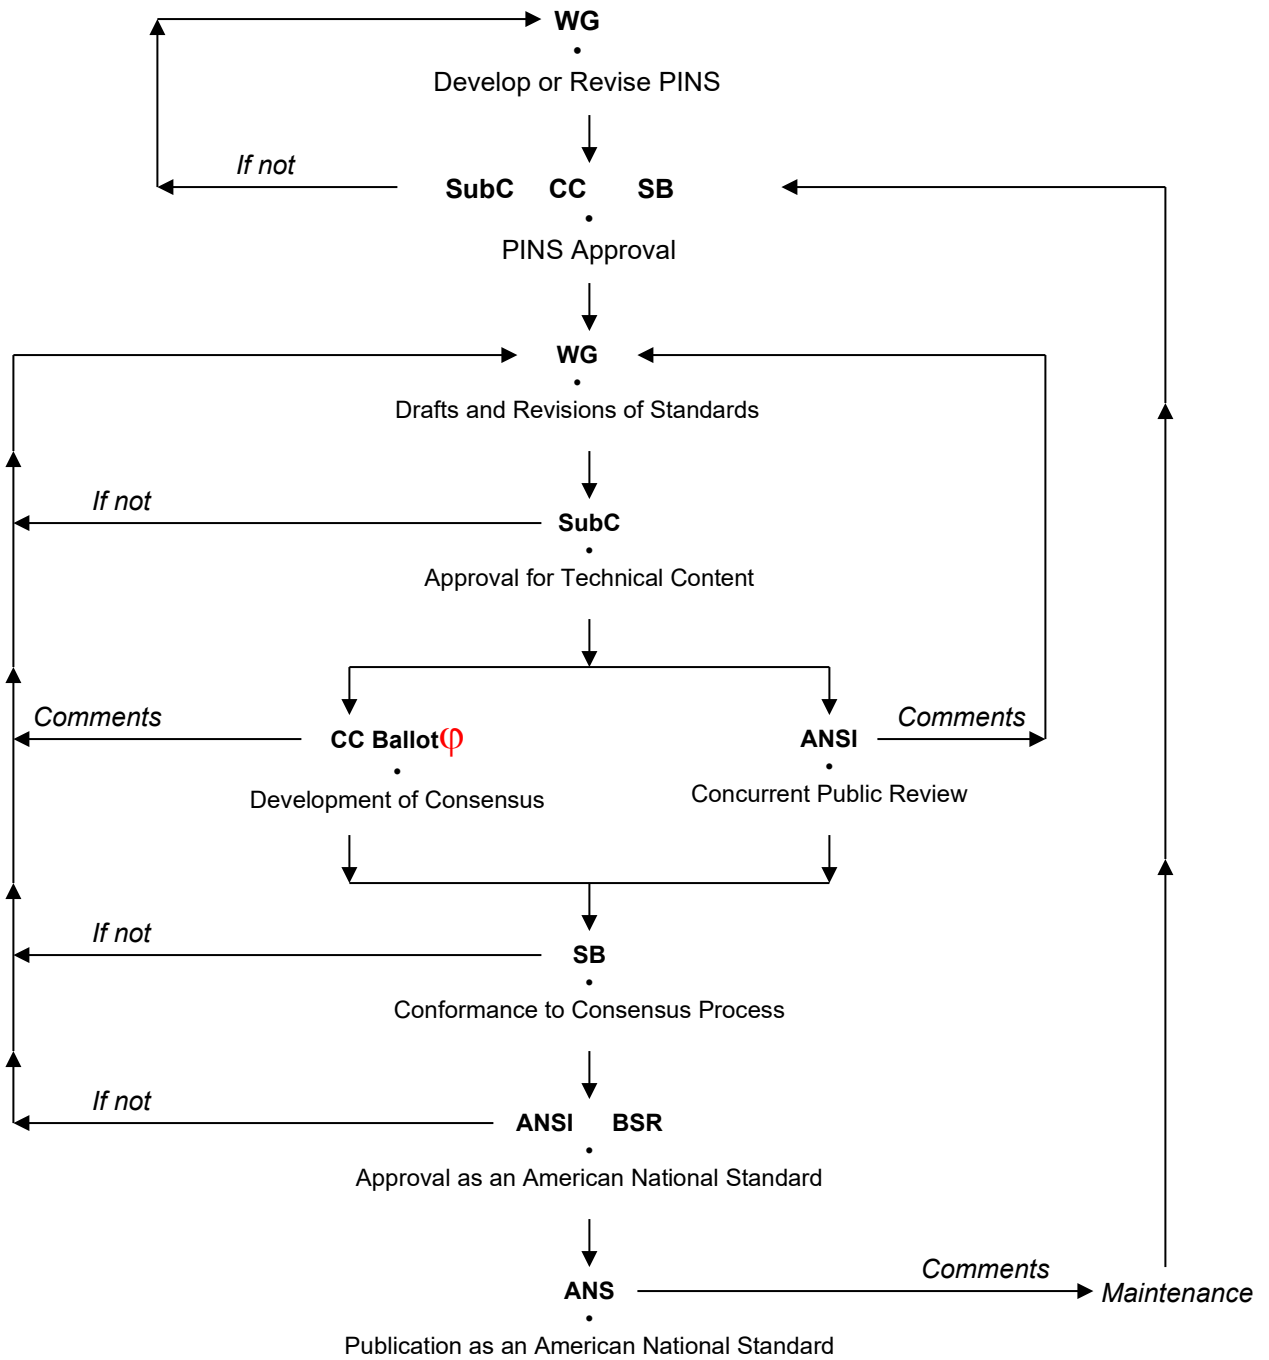 WG
•
Develop or Revise PINS
If not
SubC CC SB
•
PINS Approval
WG
•
Drafts and Revisions of Standards
If not
SubC
•
Approval for Technical Content
Comments
CC Ballotφ
•
Development of Consensus
ANSI
Comments
•
Concurrent Public Review
If not
SB
•
Conformance to Consensus Process
If not
ANSI BSR
•
Approval as an American National Standard
ANS
Comments
Maintenance
•
Publication as an American National Standard